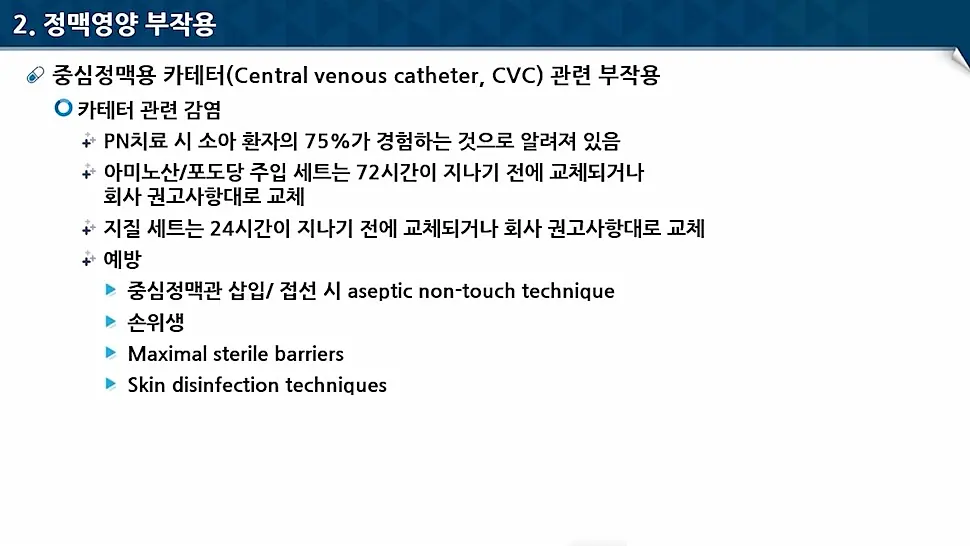 2. 정맥영양 부작용
중심정맥용 카테터(Central venous catheter, CVC) 관련 부작용
카테터 관련 감염
PN치료 시 소아 환자의 75%가 경험하는 것으로 알려져 있음
아미노산/포도당 주입 세트는 72시간이 지나기 전에 교체되거나
회사 권고사항대로 교체
지질 세트는 24시간이 지나기 전에 교체되거나 회사 권고사항대로 교체
예방
중심정맥관 삽입/ 접선 시 aseptic non-touch technique
손위생
Maximal sterile barriers
Skin disinfection techniques